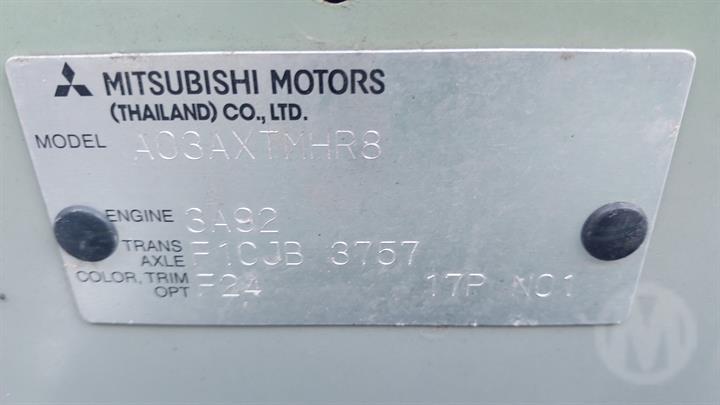 MITSUBISHI MOTORS
(THAILAND) CO., LTD.
MODEL A03AXTMHR8
ENGINE 3A92
TRANS AXLE F1CJB 3757
COLOR, TRIM OPT F24 17P N01
M